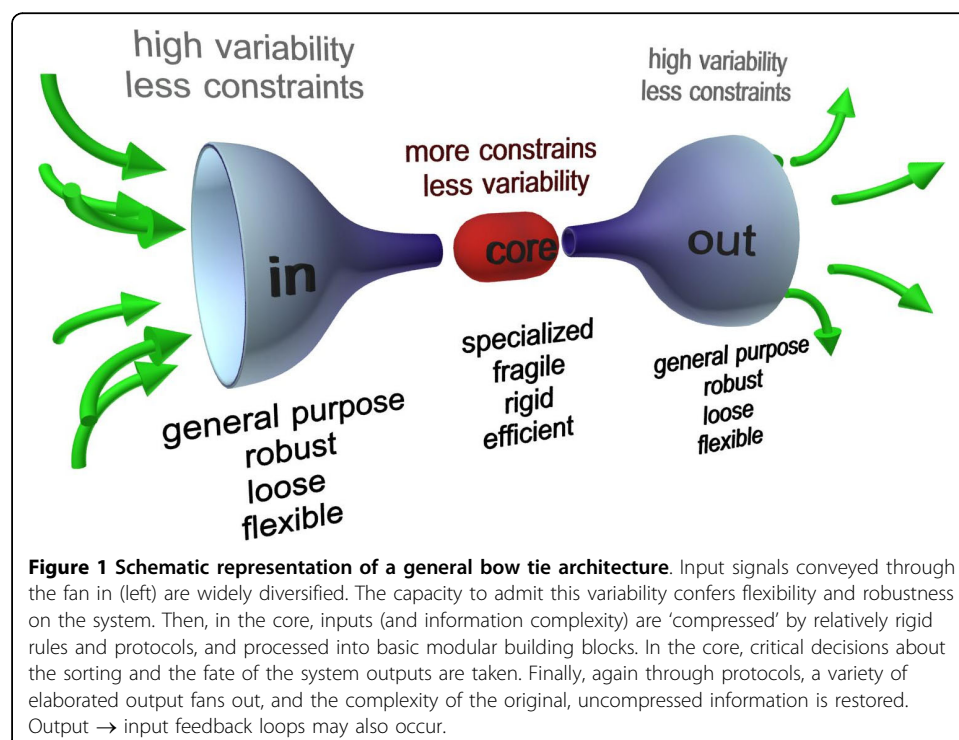 high variability
less constraints
high variability
less constraints
more constrains
less variability
in
core
out
general purpose
robust
loose
flexible
specialized
fragile
rigid
efficient
general purpose
robust
loose
flexible
Figure 1 Schematic representation of a general bow tie architecture. Input signals conveyed through
the fan in (left) are widely diversified. The capacity to admit this variability confers flexibility and robustness
on the system. Then, in the core, inputs (and information complexity) are ‘compressed’ by relatively rigid
rules and protocols, and processed into basic modular building blocks. In the core, critical decisions about
the sorting and the fate of the system outputs are taken. Finally, again through protocols, a variety of
elaborated output fans out, and the complexity of the original, uncompressed information is restored.
Output → input feedback loops may also occur.